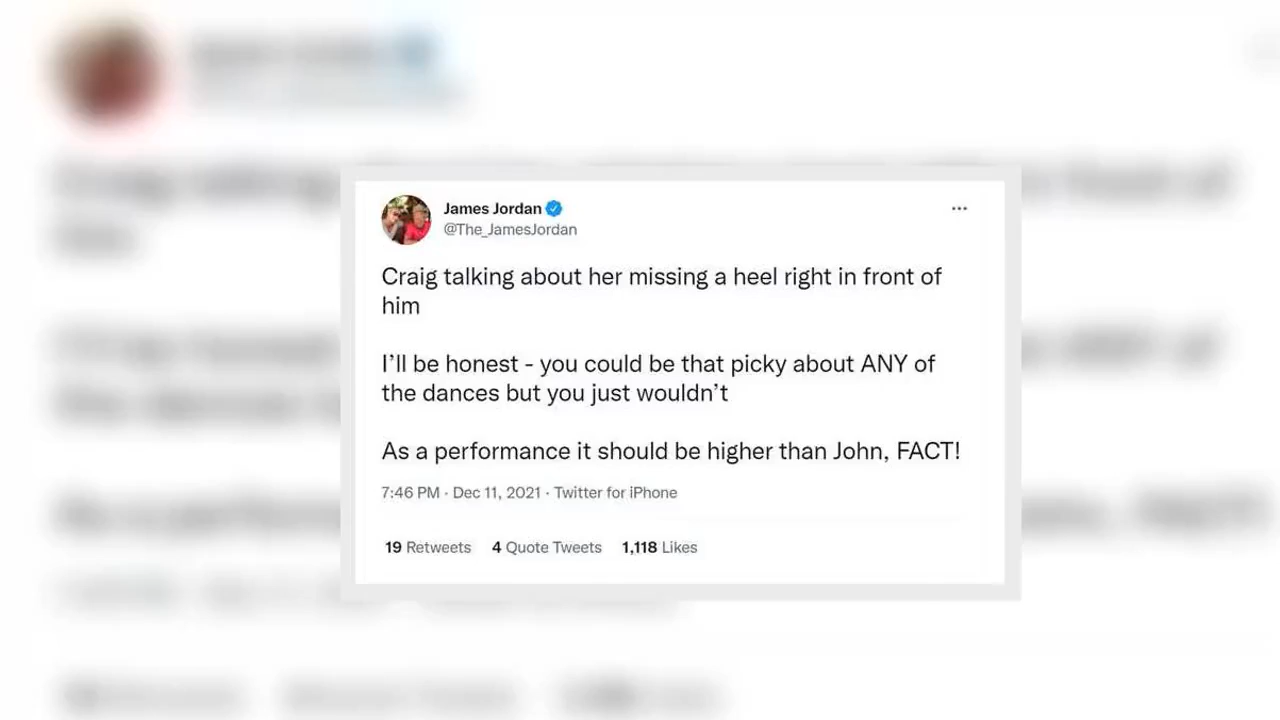 James Jordan
@The_JamesJordan
Craig talking about her missing a heel right in front of
him
I’ll be honest - you could be that picky about ANY of
the dances but you just wouldn’t
As a performance it should be higher than John, FACT!
7:46 PM · Dec 11, 2021 · Twitter for iPhone
19 Retweets 4 Quote Tweets 1,118 Likes